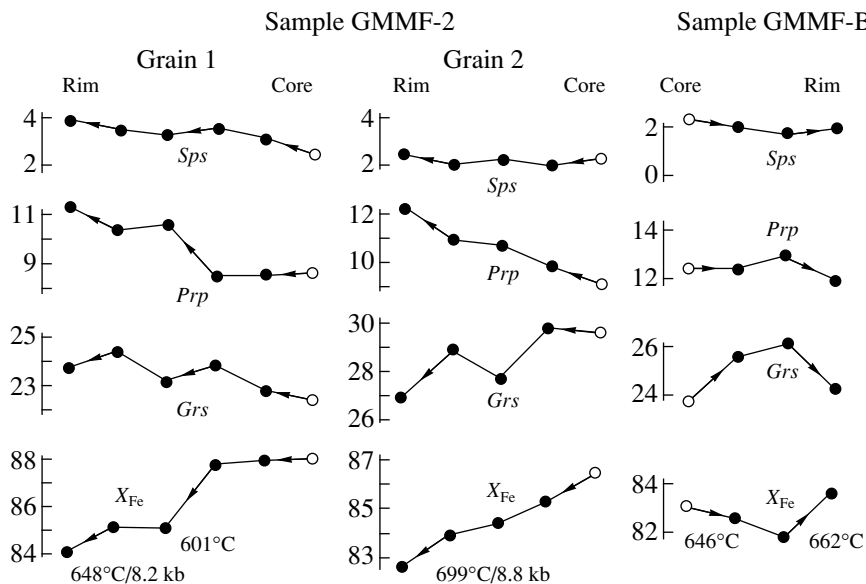 Sample GMMF-2 Sample GMMF-B
Grain 1 Grain 2
Rim Core Rim Core Core Rim
4
2
Sps
2
4
Sps
2
0
Sps
11
9
Prp
12
10
Prp
14
12
Prp
25
23
Grs
30
28
26
Grs
26
24
Grs
88
86
84
XFe
601°C
648°C/8.2 kb
87
85
83
XFe
699°C/8.8 kb
84
82
XFe
646°C 662°C